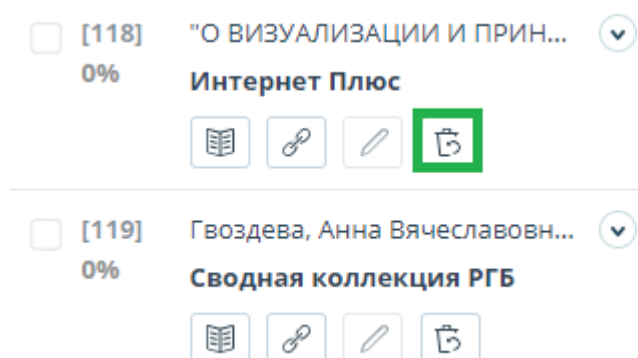 [118] "О ВИЗУАЛИЗАЦИИ И ПРИН...
0% Интернет Плюс
[119] Гвоздева, Анна Вячеславовн...
0% Сводная коллекция РГБ